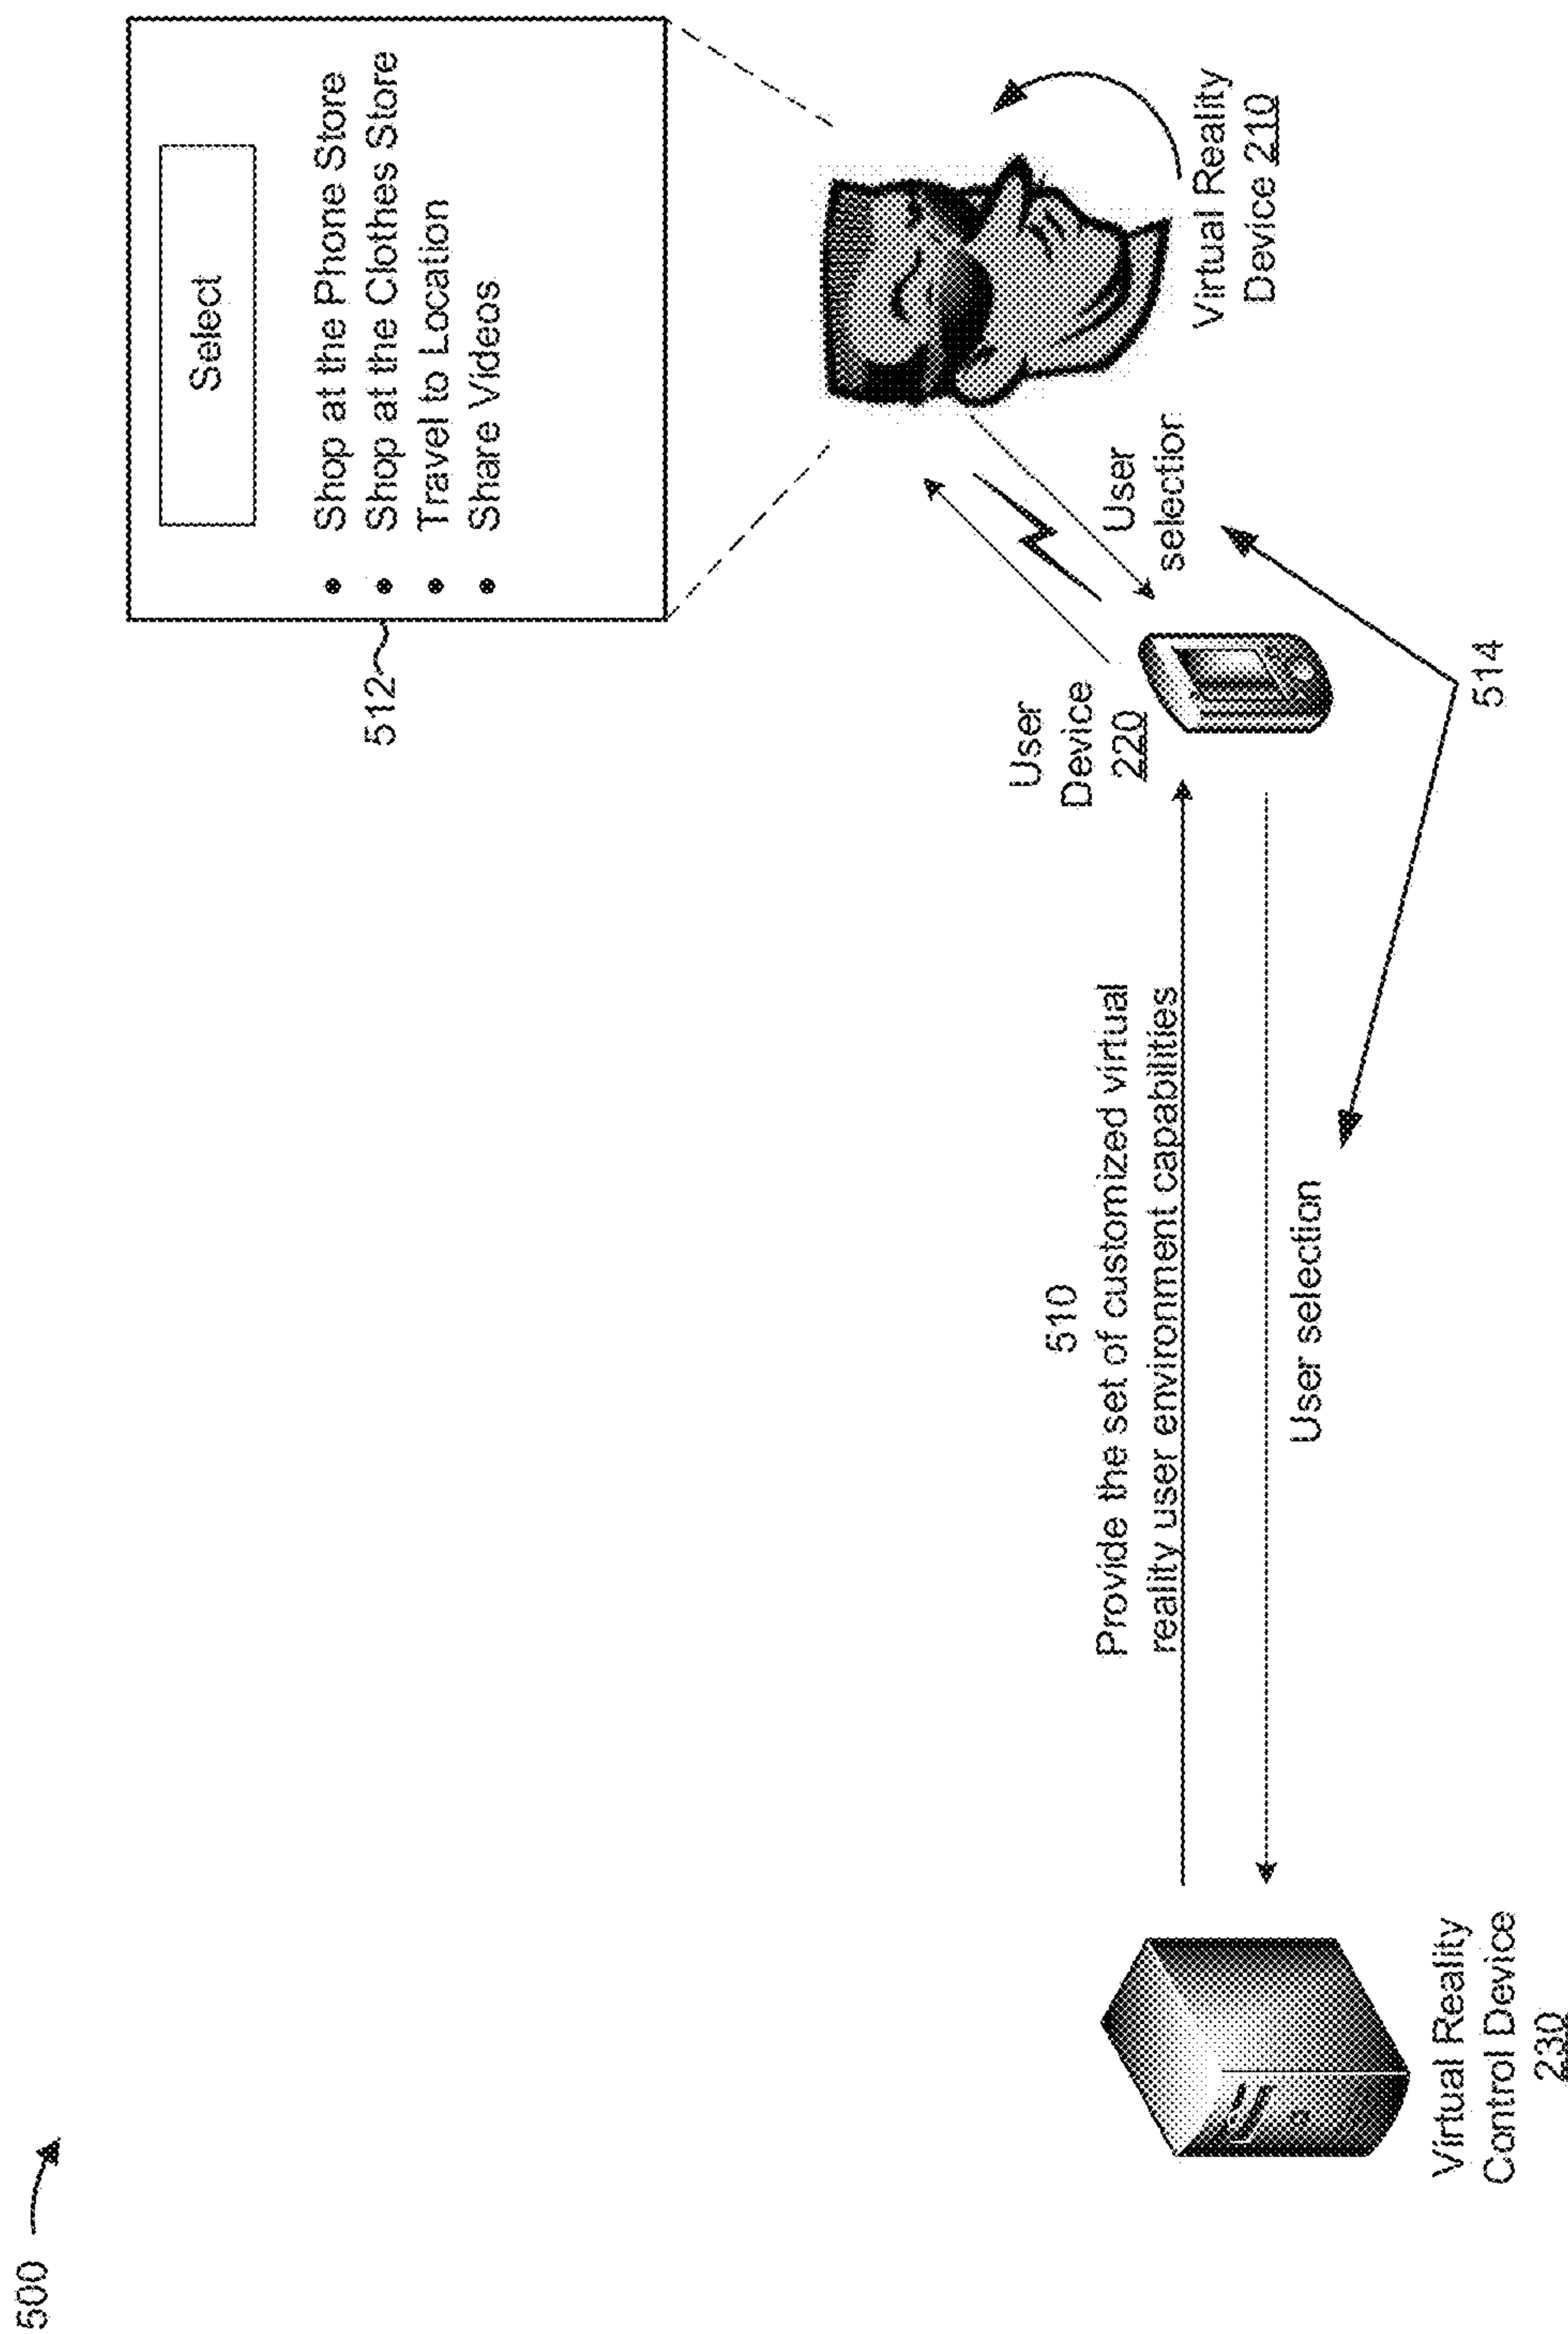 500
Select
• Shop at the Phone Store
• Shop at the Clothes Store
• Travel to Location
• Share Videos
512
510
Provide the set of customized virtual
reality user environment capabilities
User selection
User
Device
220
User
selection
514
Virtual Reality
Device 210
Virtual Reality
Control Device
230